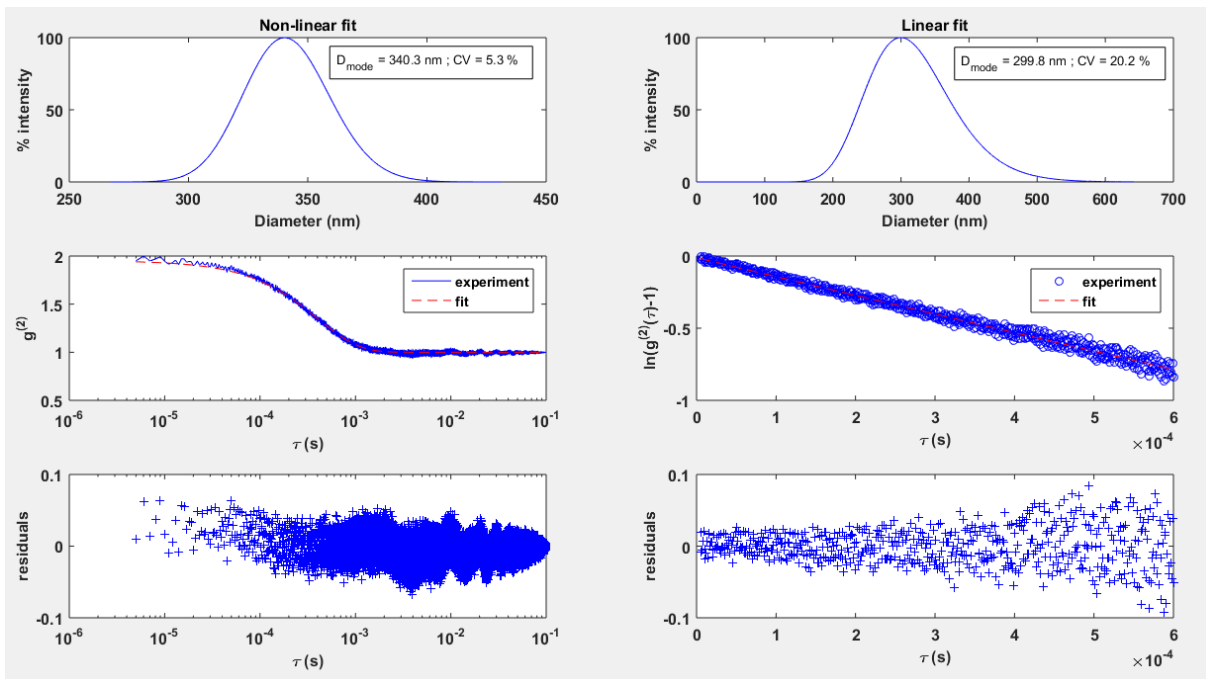 Non-linear fit
100
50
0
% intensity
D_mode = 340.3 nm ; CV = 5.3 %
250 300 350 400 450
Diameter (nm)
Linear fit
100
50
0
% intensity
D_mode = 299.8 nm ; CV = 20.2 %
0 100 200 300 400 500 600 700
Diameter (nm)
2
1.5
1
0.5
g^(2)
experiment
fit
10^-6 10^-5 10^-4 10^-3 10^-2 10^-1
τ (s)
0
-0.5
-1
ln(g^(2)(τ)-1)
experiment
fit
0 1 2 3 4 5 6
τ (s)
×10^-4
0.1
0
-0.1
residuals
10^-6 10^-5 10^-4 10^-3 10^-2 10^-1
τ (s)
0.1
0
-0.1
residuals
0 1 2 3 4 5 6
τ (s)
×10^-4